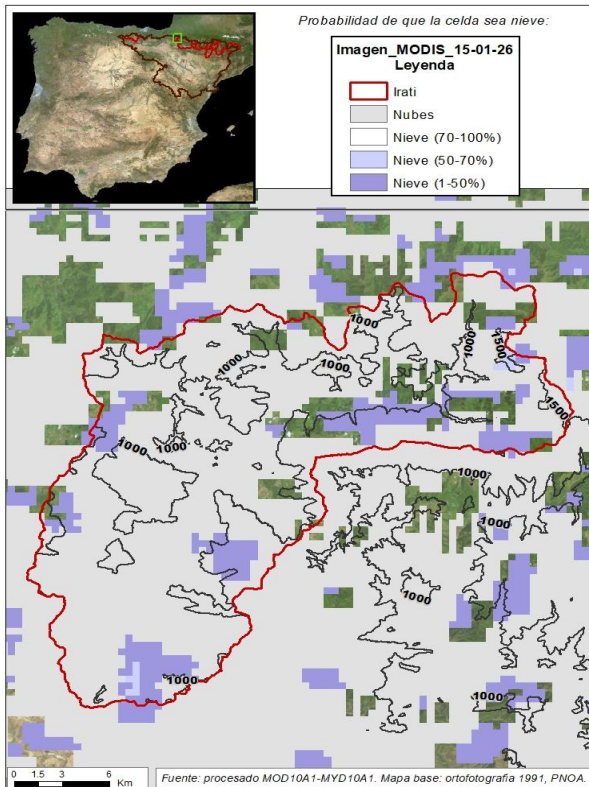 Probabilidad de que la celda sea nieve:
Imagen_MODIS_15-01-26
Leyenda
Irati
Nubes
Nieve (70-100%)
Nieve (50-70%)
Nieve (1-50%)
1000
1000
1500
1000
1000
1500
1000
1000
1000
1000
1000
1000
1000
0 1.5 3 6
Km
Fuente: procesado MOD10A1-MYD10A1. Mapa base: ortofotografia 1991, PNOA.